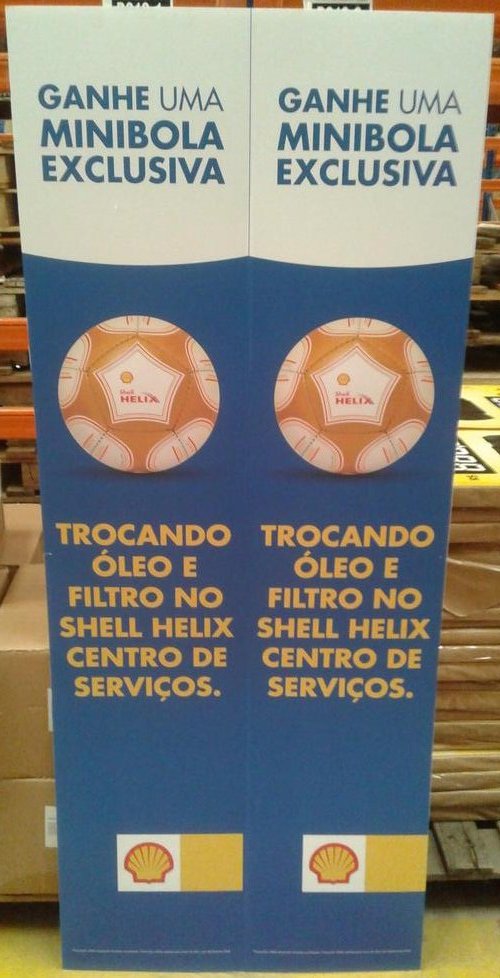 GANHE UMA
MINIBOLA
EXCLUSIVA
Shell
HELIX
TROCANDO
ÓLEO E
FILTRO NO
SHELL HELIX
CENTRO DE
SERVIÇOS.
GANHE UMA
MINIBOLA
EXCLUSIVA
Shell
HELIX
TROCANDO
ÓLEO E
FILTRO NO
SHELL HELIX
CENTRO DE
SERVIÇOS.